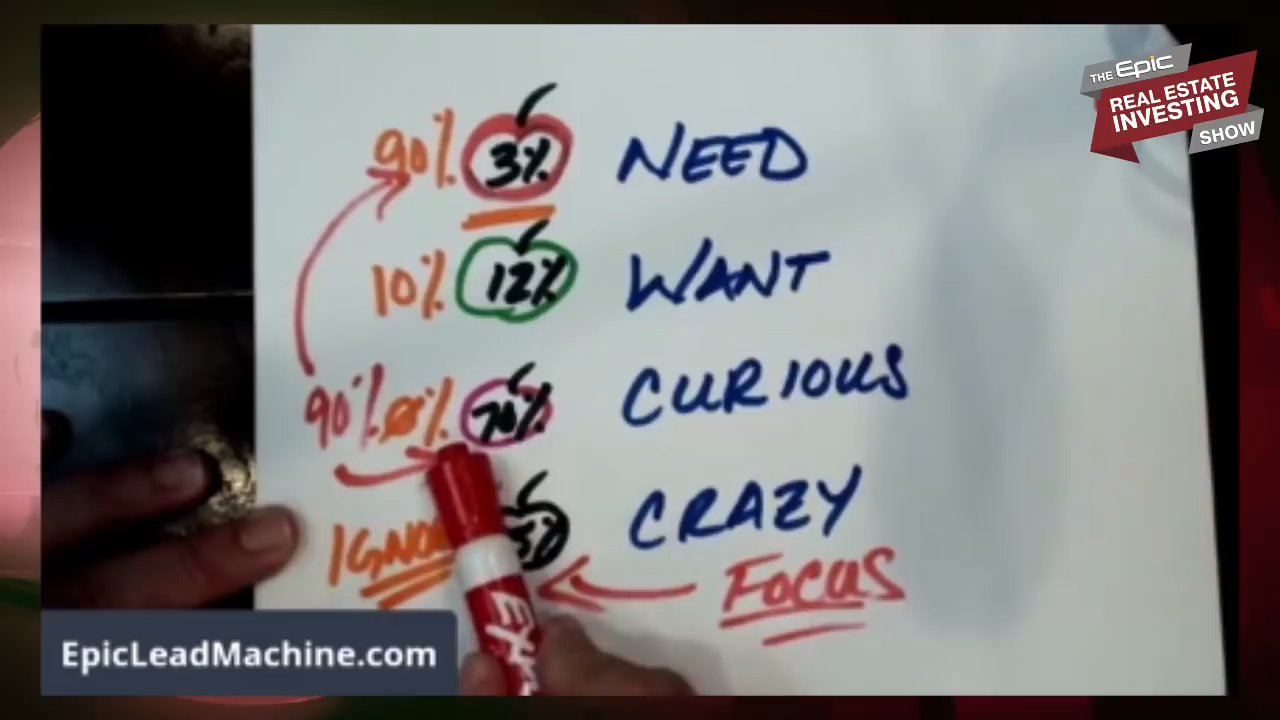 THE Epic
REAL ESTATE
INVESTING
SHOW
90% 3% NEED
10% 12% WANT
90% 0% 70% CURIOUS
CRAZY
FOCUS
EpicLeadMachine.com